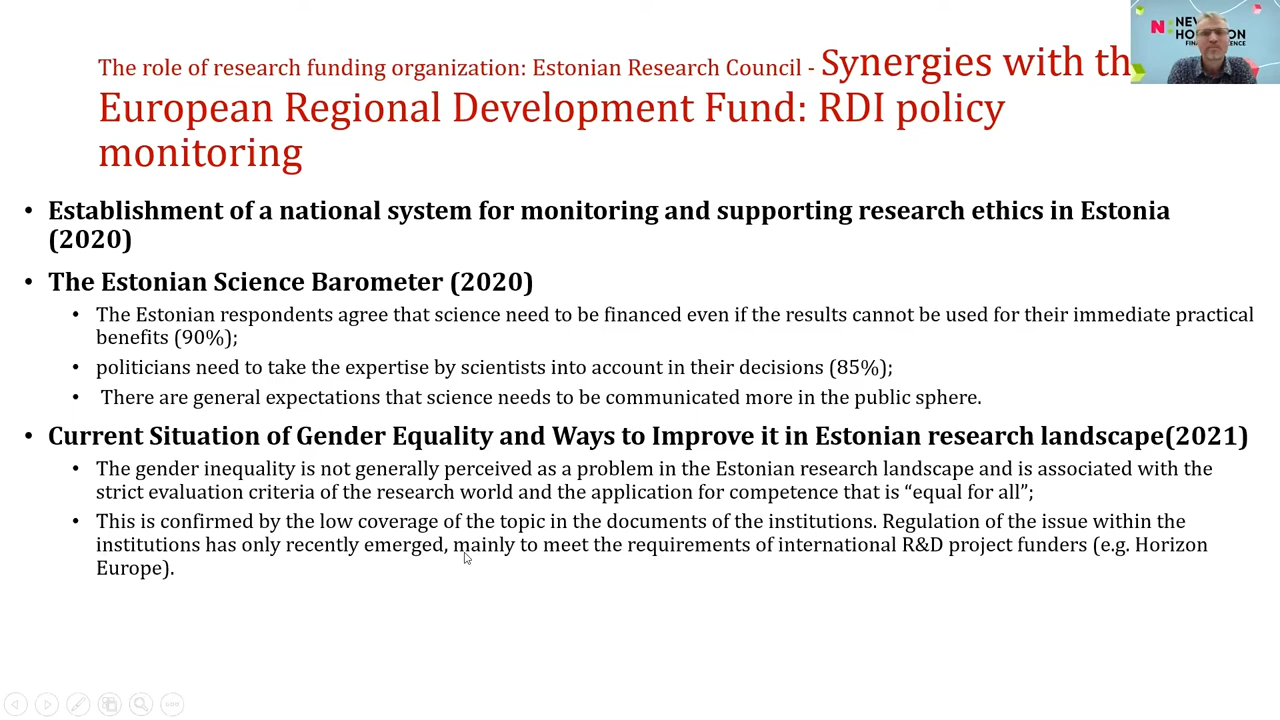 The role of research funding organization: Estonian Research Council - Synergies with th
European Regional Development Fund: RDI policy
monitoring
• Establishment of a national system for monitoring and supporting research ethics in Estonia
(2020)
• The Estonian Science Barometer (2020)
• The Estonian respondents agree that science need to be financed even if the results cannot be used for their immediate practical
benefits (90%);
• politicians need to take the expertise by scientists into account in their decisions (85%);
• There are general expectations that science needs to be communicated more in the public sphere.
• Current Situation of Gender Equality and Ways to Improve it in Estonian research landscape(2021)
• The gender inequality is not generally perceived as a problem in the Estonian research landscape and is associated with the
strict evaluation criteria of the research world and the application for competence that is “equal for all”;
• This is confirmed by the low coverage of the topic in the documents of the institutions. Regulation of the issue within the
institutions has only recently emerged, mainly to meet the requirements of international R&D project funders (e.g. Horizon
Europe).